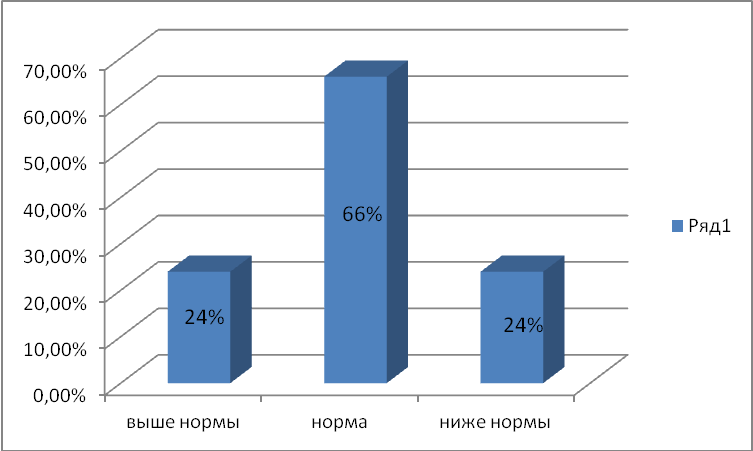 70,00%
60,00%
50,00%
40,00%
30,00%
20,00%
10,00%
0,00%
24%
66%
24%
выше нормы
норма
ниже нормы
Ряд1